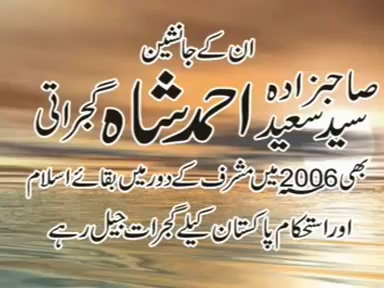 ان کے جانشین
صاحبزادہ
سید سعید احمد شاہ گجراتی
بھی 2006 میں مشرف کے دور میں بقائے اسلام
اور استحکام پاکستان کیلئے گجرات جیل رہے